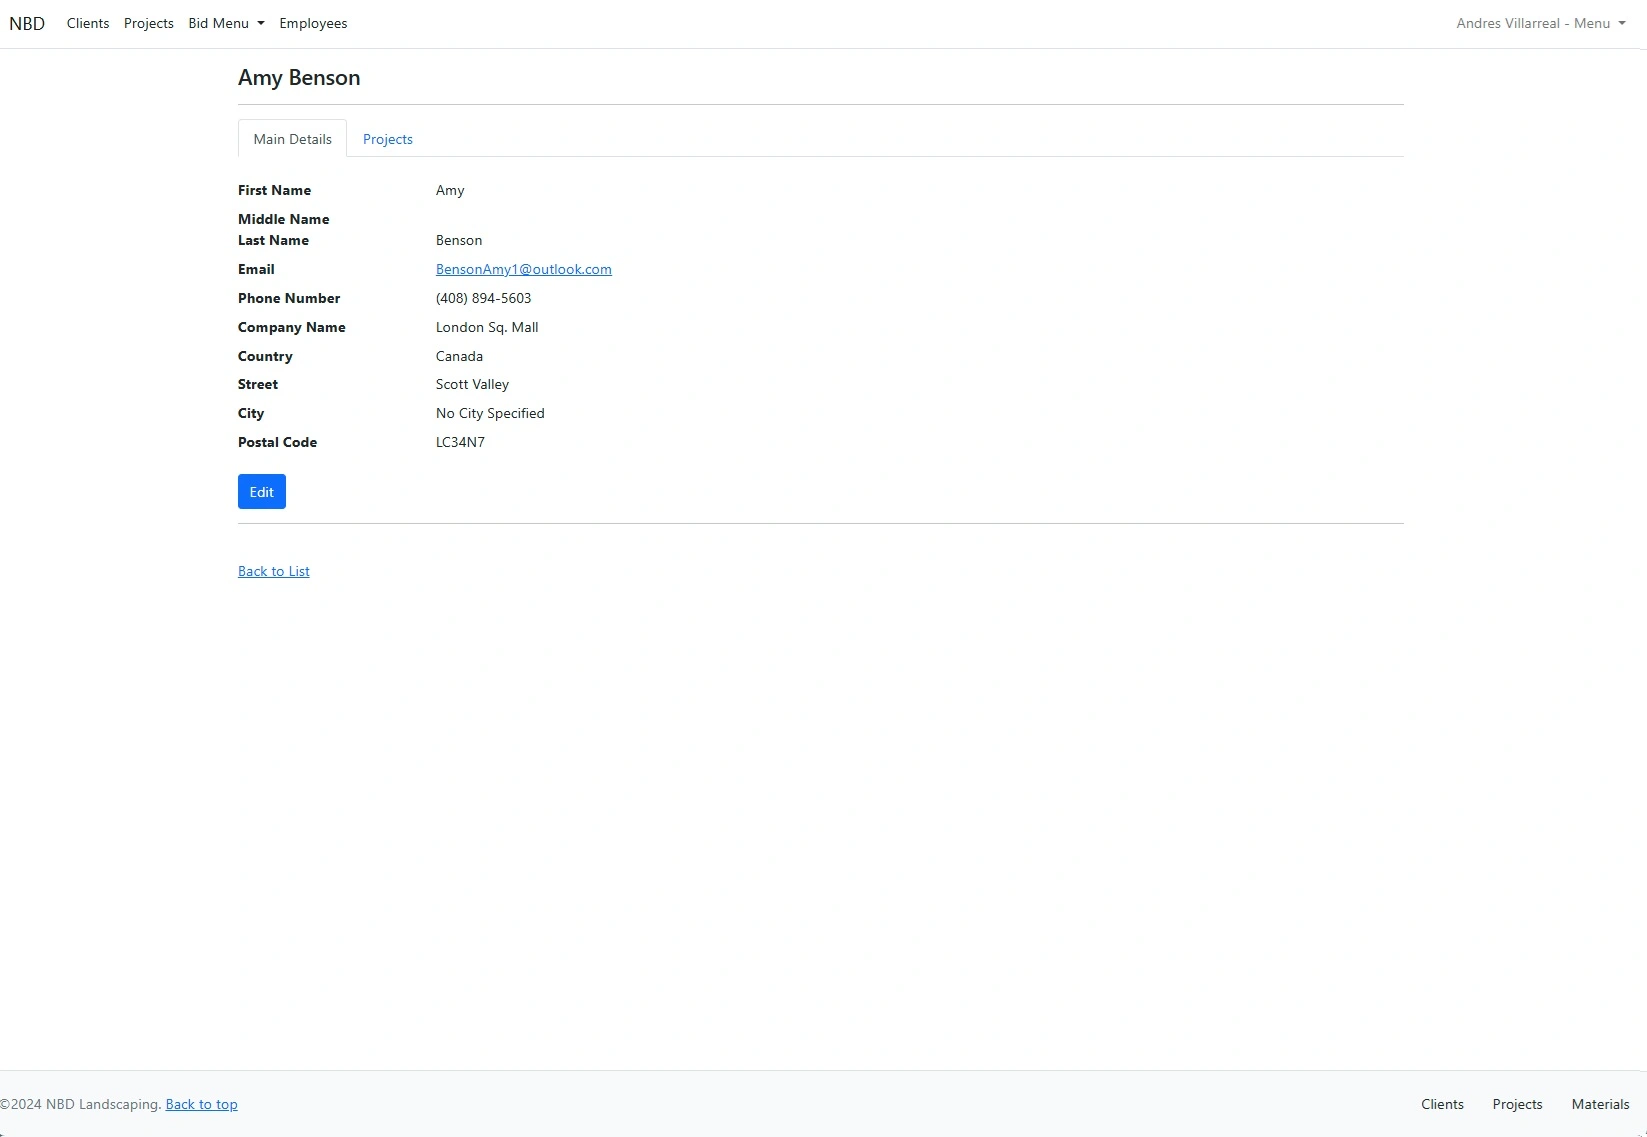 NBD Clients Projects Bid Menu Employees Andres Villarreal - Menu
Amy Benson
Main Details Projects
First Name Amy
Middle Name
Last Name Benson
Email BensonAmy1@outlook.com
Phone Number (408) 894-5603
Company Name London Sq. Mall
Country Canada
Street Scott Valley
City No City Specified
Postal Code LC34N7
Edit
Back to List
©2024 NBD Landscaping. Back to top Clients Projects Materials